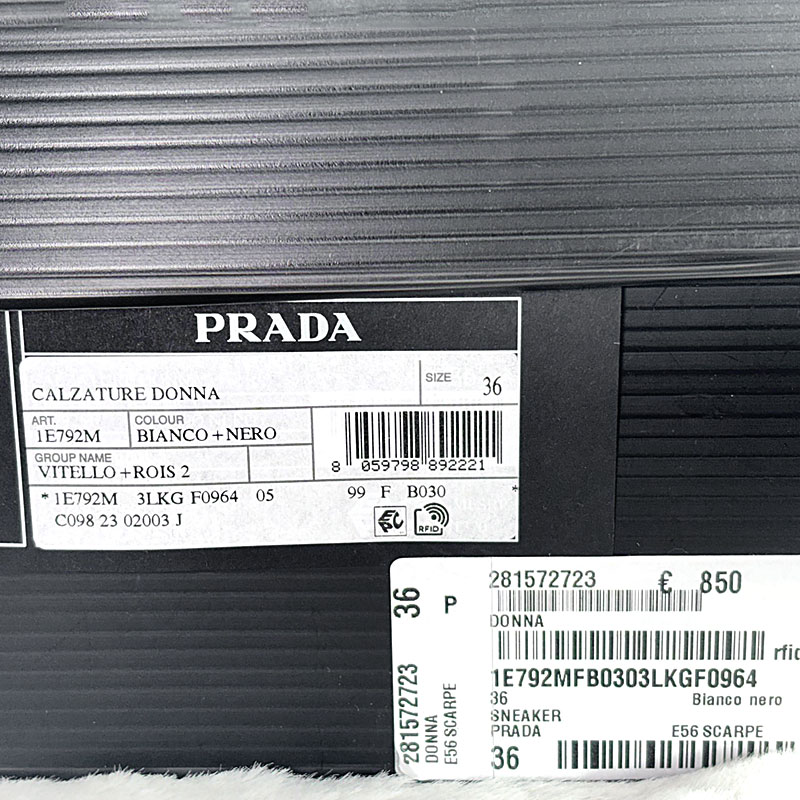 PRADA
CALZATURE DONNA
SIZE 36
ART. 1E792M
COLOUR BIANCO+NERO
GROUP NAME
VITELLO+ROIS 2
8 059798 892221
*1E792M 3LKG F0964 05 99 F B030 *
C098 23 02003 J
EPC
RFID
36 P
281572723 € 850
DONNA
rfid
1E792MFB0303LKGF0964
36 Bianco nero
SNEAKER
PRADA E56 SCARPE
36
281572723
DONNA
E56 SCARPE